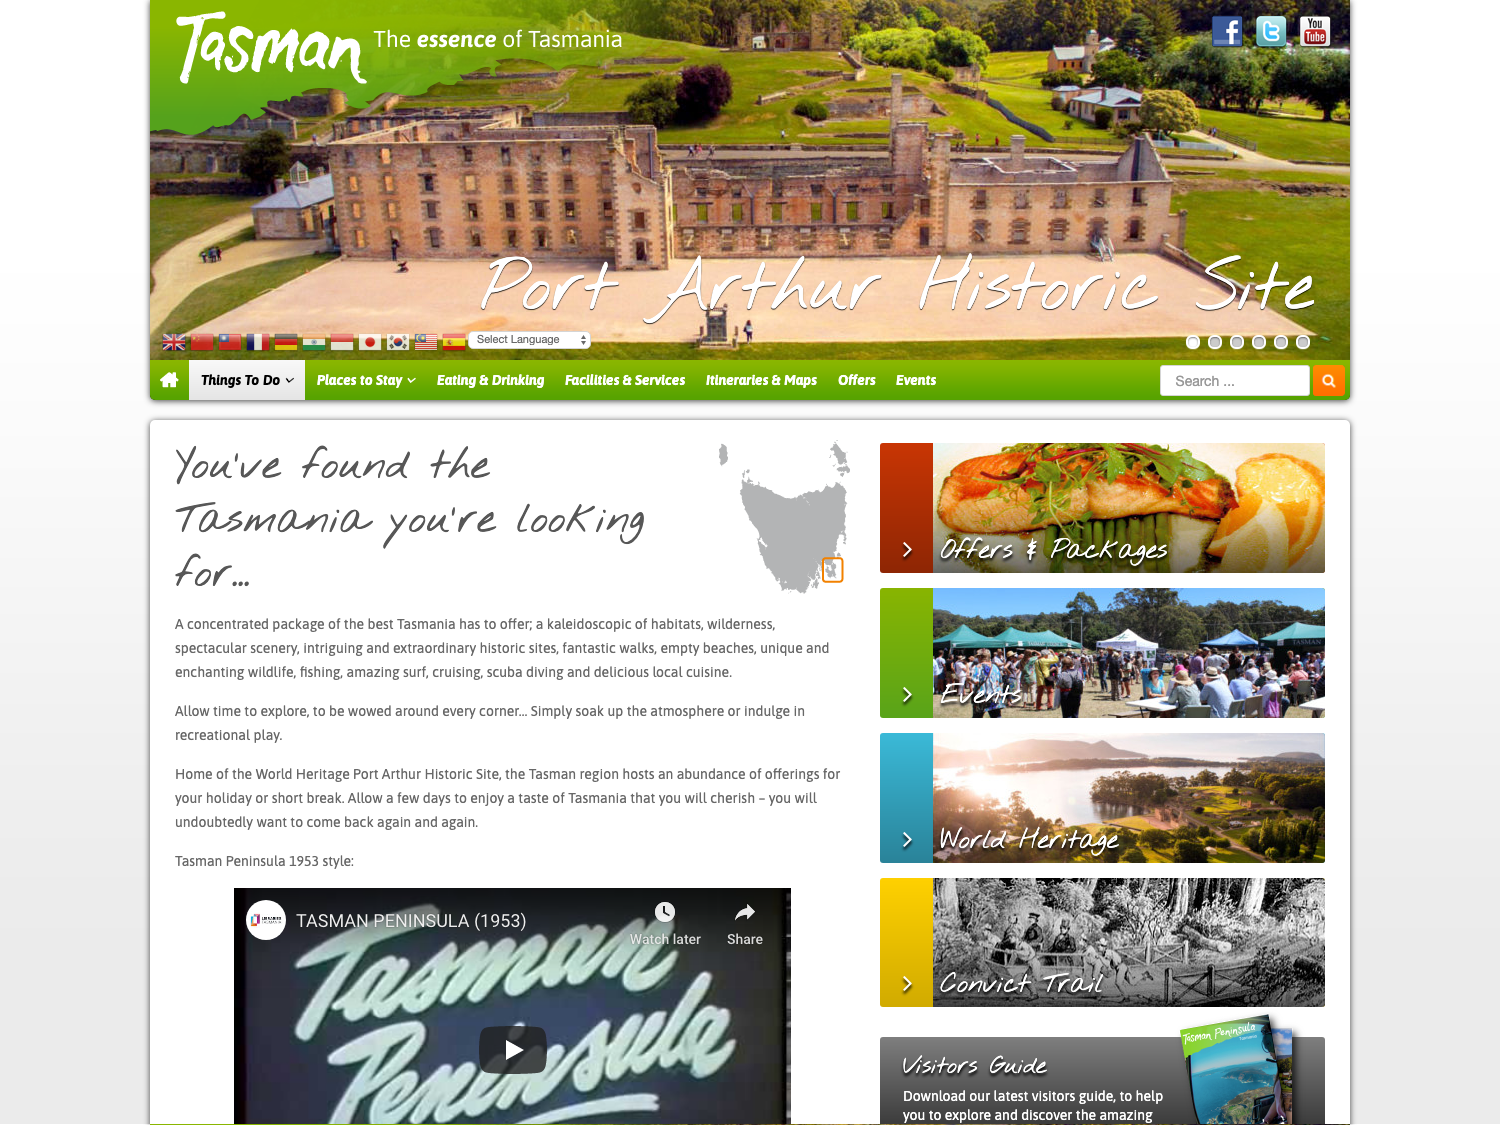 Tasman The essence of Tasmania
You
Tube
Port Arthur Historic Site
Select Language
Things To Do Places to Stay Eating & Drinking Facilities & Services Itineraries & Maps Offers Events Search ...
You've found the
Tasmania you're looking
for...
A concentrated package of the best Tasmania has to offer; a kaleidoscopic of habitats, wilderness,
spectacular scenery, intriguing and extraordinary historic sites, fantastic walks, empty beaches, unique and
enchanting wildlife, fishing, amazing surf, cruising, scuba diving and delicious local cuisine.
Allow time to explore, to be wowed around every corner... Simply soak up the atmosphere or indulge in
recreational play.
Home of the World Heritage Port Arthur Historic Site, the Tasman region hosts an abundance of offerings for
your holiday or short break. Allow a few days to enjoy a taste of Tasmania that you will cherish – you will
undoubtedly want to come back again and again.
Tasman Peninsula 1953 style:
TASMAN PENINSULA (1953)
Watch later
Share
Tasman
Peninsula
Offers & Packages
TASMAN
Events
World Heritage
Convict Trail
Visitors Guide
Tasman Peninsula
Download our latest visitors guide, to help
you to explore and discover the amazing